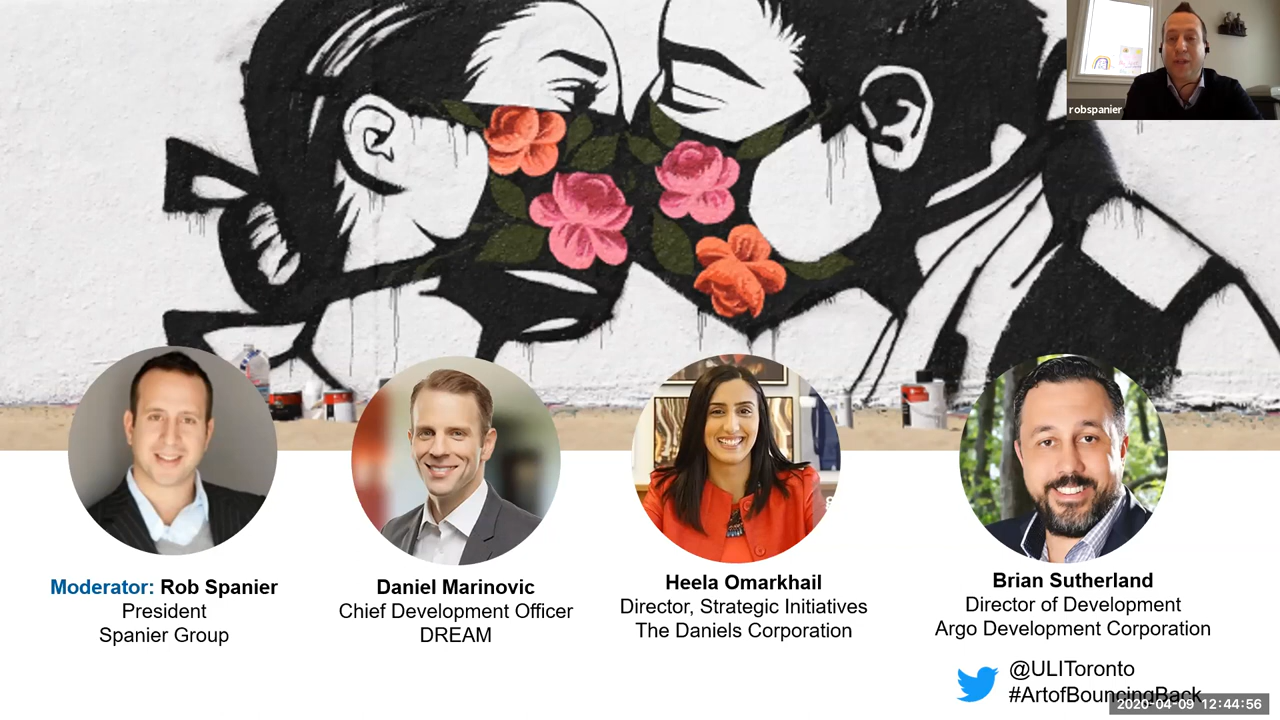 robspanier
Moderator: Rob Spanier
President
Spanier Group
Daniel Marinovic
Chief Development Officer
DREAM
Heela Omarkhail
Director, Strategic Initiatives
The Daniels Corporation
Brian Sutherland
Director of Development
Argo Development Corporation
@ULIToronto
#ArtofBouncingBack
2020-04-09 12:44:56